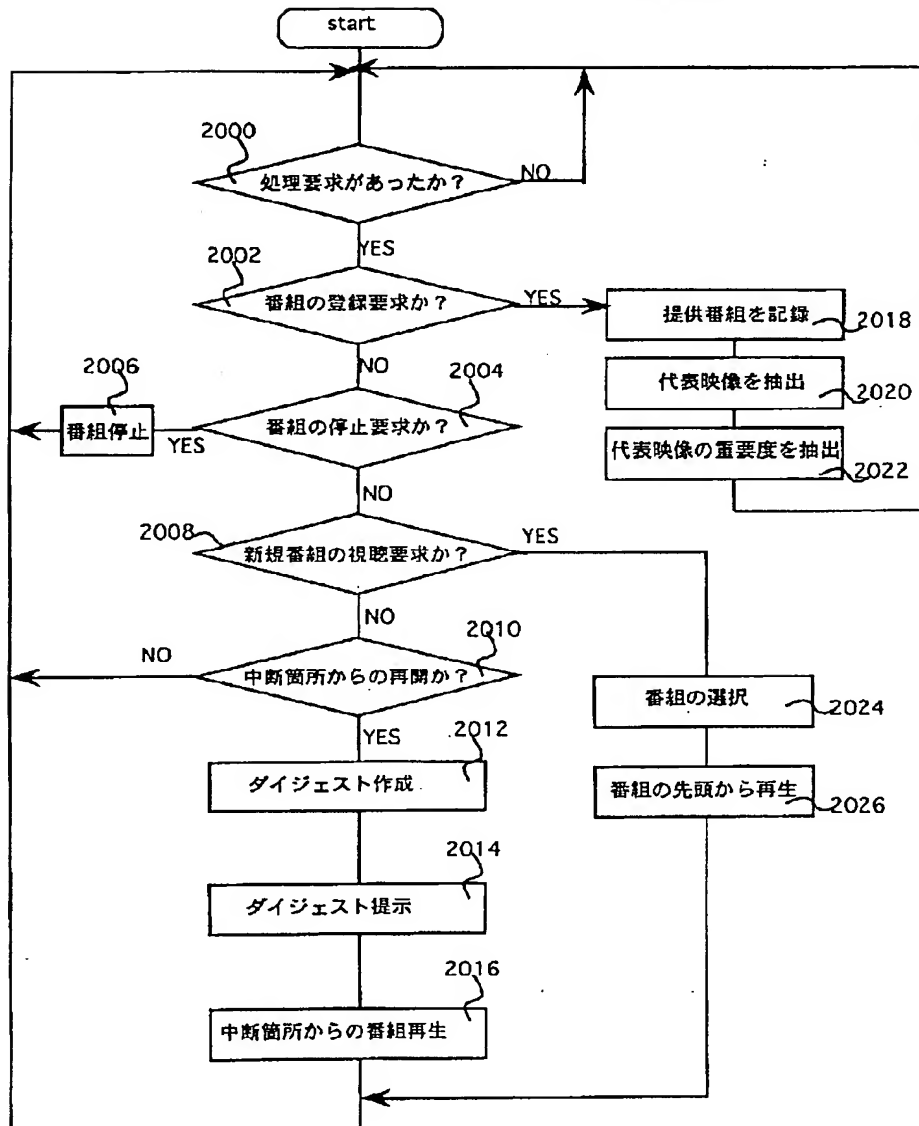 start
2000
処理要求があったか？
NO
YES
2002
番組の登録要求か？
YES
提供番組を記録
2018
NO
代表映像を抽出
2020
2006
2004
番組停止
YES
番組の停止要求か？
代表映像の重要度を抽出
2022
NO
2008
新規番組の視聴要求か？
YES
NO
2010
NO
中断箇所からの再開か？
番組の選択
2024
YES
2012
ダイジェスト作成
番組の先頭から再生
2026
2014
ダイジェスト提示
2016
中断箇所からの番組再生